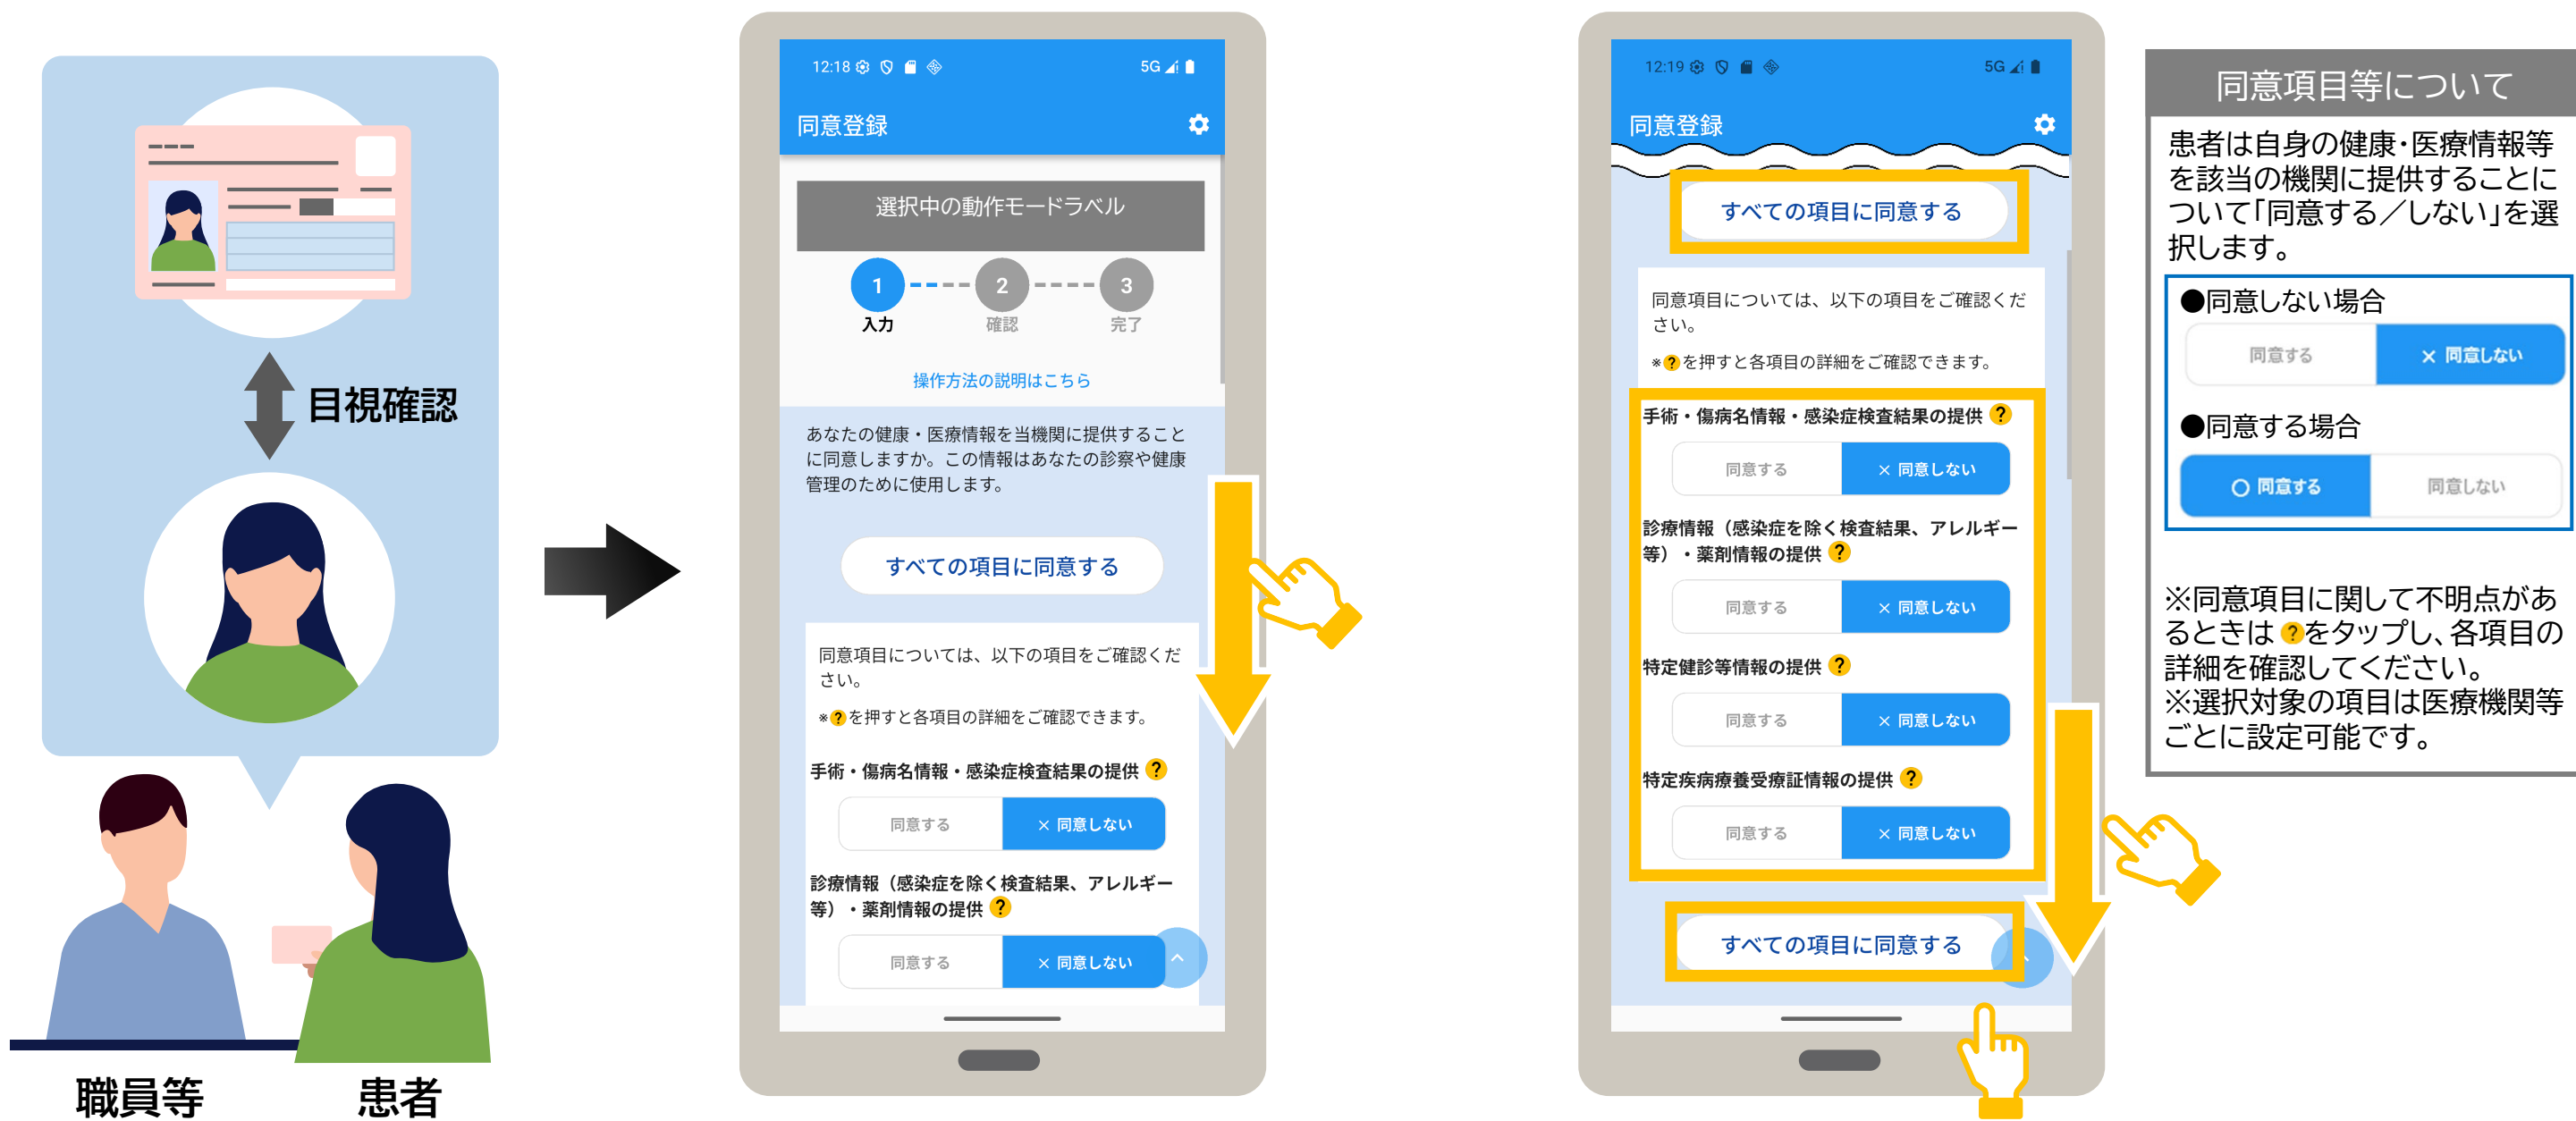 目視確認
職員等
患者
12:18
5G
同意登録
選択中の動作モードラベル
1
2
3
入力
確認
完了
操作方法の説明はこちら
あなたの健康・医療情報を当機関に提供すること
に同意しますか。この情報はあなたの診察や健康
管理のために使用します。
すべての項目に同意する
同意項目については、以下の項目をご確認くだ
さい。
※?を押すと各項目の詳細をご確認できます。
手術・傷病名情報・感染症検査結果の提供 ?
同意する
× 同意しない
診療情報（感染症を除く検査結果、アレルギー
等）・薬剤情報の提供 ?
同意する
× 同意しない
12:19
5G
同意登録
すべての項目に同意する
同意項目については、以下の項目をご確認くだ
さい。
※?を押すと各項目の詳細をご確認できます。
手術・傷病名情報・感染症検査結果の提供 ?
同意する
× 同意しない
診療情報（感染症を除く検査結果、アレルギー
等）・薬剤情報の提供 ?
同意する
× 同意しない
特定健診等情報の提供 ?
同意する
× 同意しない
特定疾病療養受療証情報の提供 ?
同意する
× 同意しない
すべての項目に同意する
同意項目等について
患者は自身の健康・医療情報等
を該当の機関に提供することに
ついて「同意する／しない」を選
択します。
●同意しない場合
同意する
× 同意しない
●同意する場合
○ 同意する
同意しない
※同意項目に関して不明点があ
るときは?をタップし、各項目の
詳細を確認してください。
※選択対象の項目は医療機関等
ごとに設定可能です。